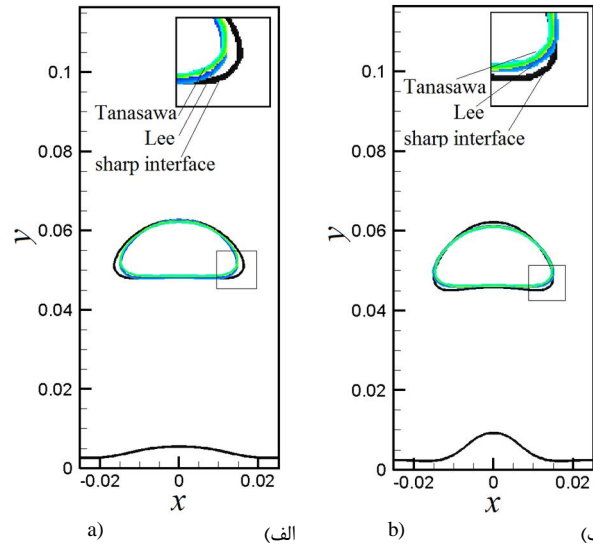 Tanasawa
Lee
sharp interface
y
0.1
0.08
0.06
0.04
0.02
0
-0.02 0 0.02
x
a) الف)
Tanasawa
Lee
sharp interface
y
0.1
0.08
0.06
0.04
0.02
0
-0.02 0 0.02
x
b)